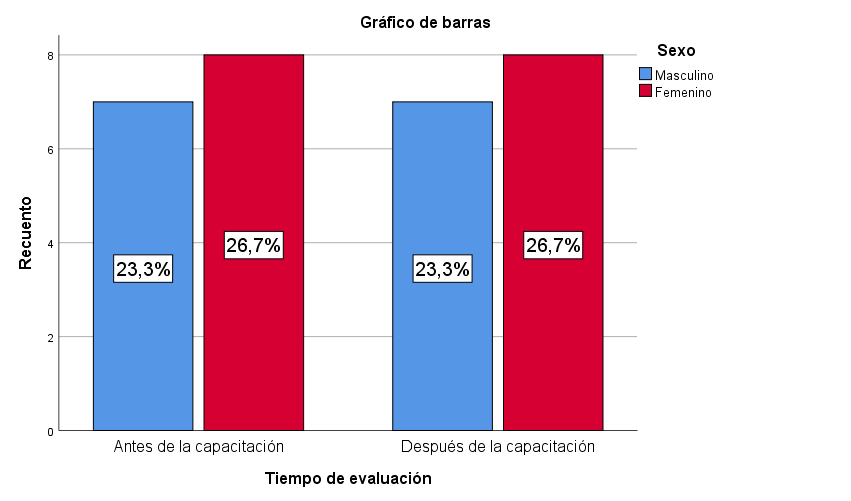 Gráfico de barras
Sexo
Masculino
Femenino
Recuento
8
6
4
2
0
23,3%
26,7%
23,3%
26,7%
Antes de la capacitación
Después de la capacitación
Tiempo de evaluación